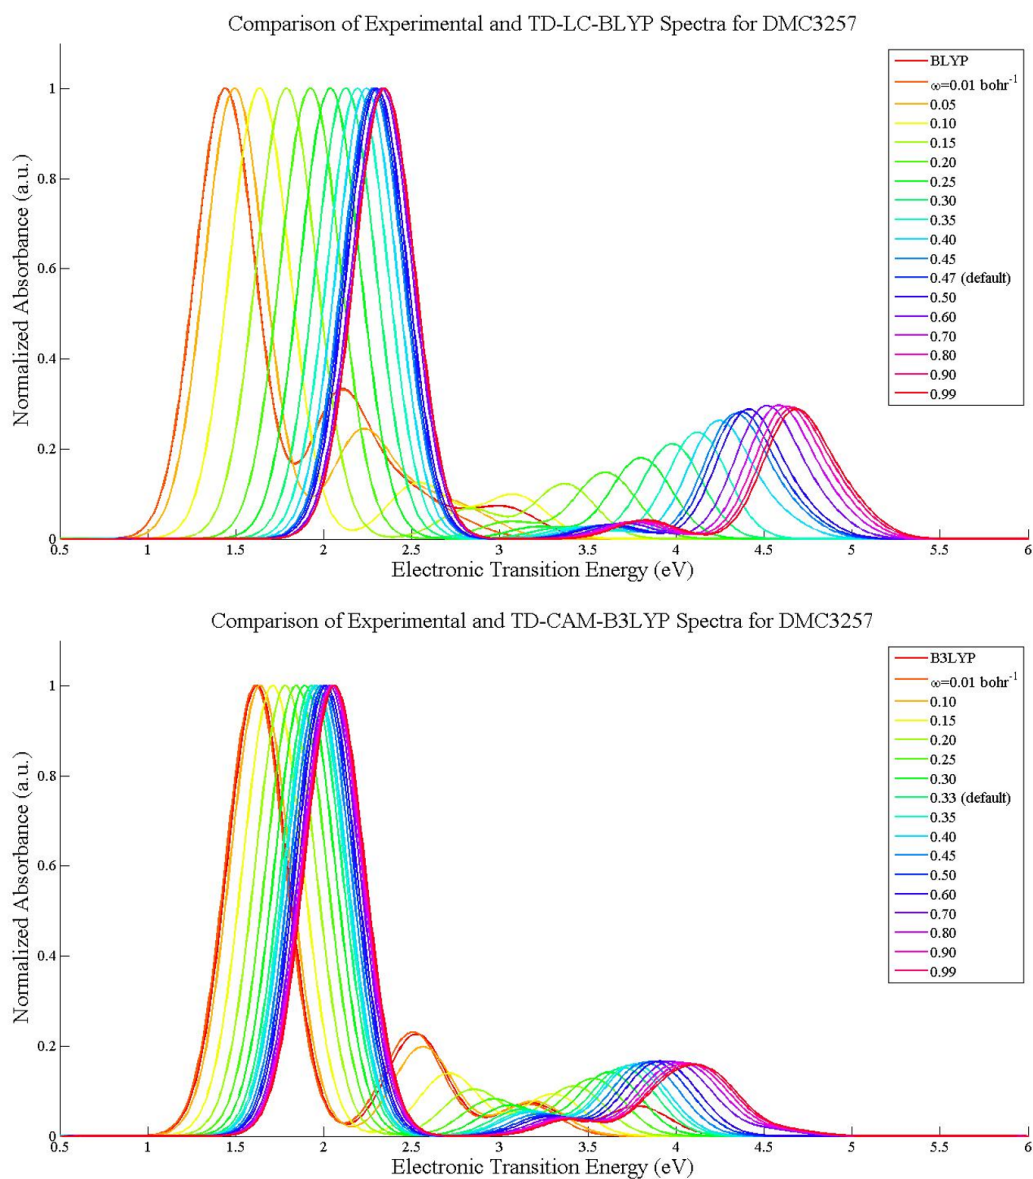 Comparison of Experimental and TD-LC-BLYP Spectra for DMC3257
BLYP
ω=0.01 bohr⁻¹
0.05
0.10
0.15
0.20
0.25
0.30
0.35
0.40
0.45
0.47 (default)
0.50
0.60
0.70
0.80
0.90
0.99
1
0.8
0.6
0.4
0.2
0
Normalized Absorbance (a.u.)
0.5 1 1.5 2 2.5 3 3.5 4 4.5 5 5.5 6
Electronic Transition Energy (eV)
Comparison of Experimental and TD-CAM-B3LYP Spectra for DMC3257
B3LYP
ω=0.01 bohr⁻¹
0.10
0.15
0.20
0.25
0.30
0.33 (default)
0.35
0.40
0.45
0.50
0.60
0.70
0.80
0.90
0.99
1
0.8
0.6
0.4
0.2
0
Normalized Absorbance (a.u.)
0.5 1 1.5 2 2.5 3 3.5 4 4.5 5 5.5 6
Electronic Transition Energy (eV)